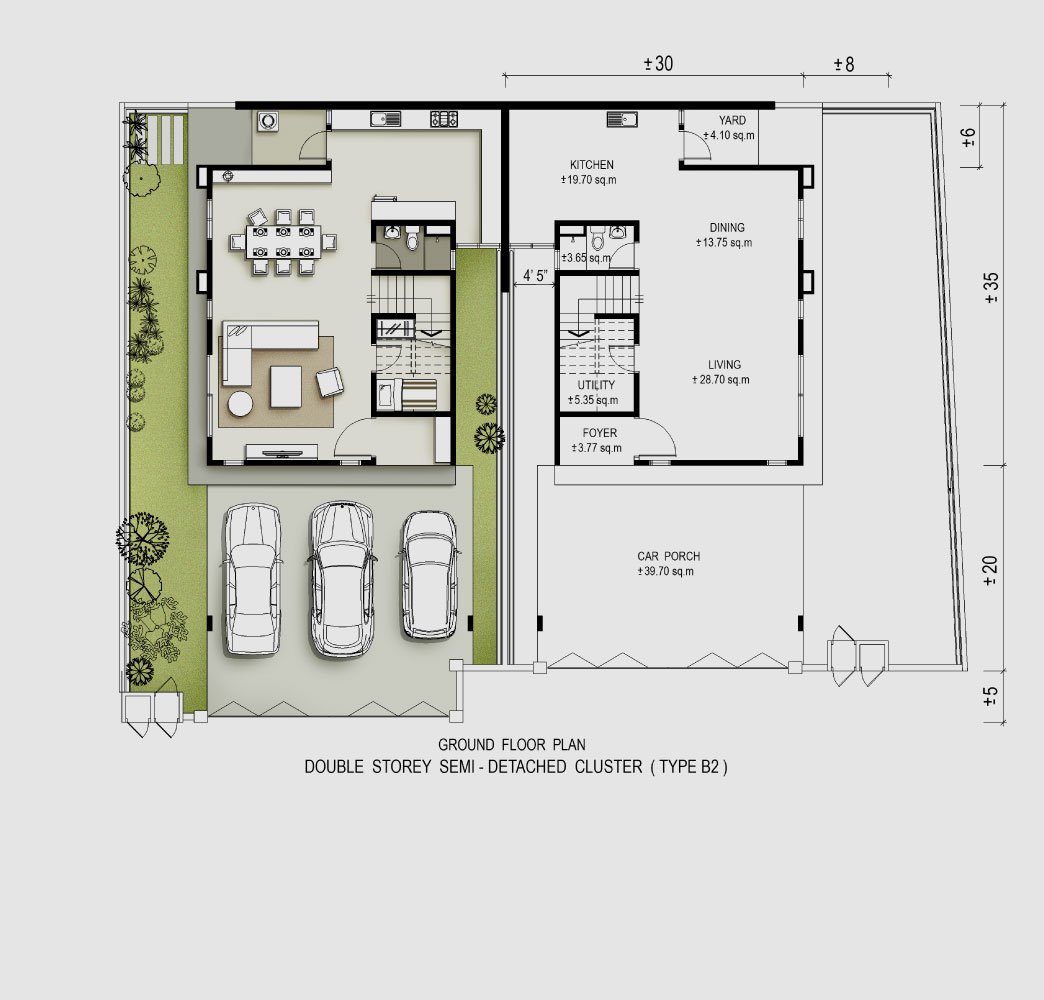 ±30
±8
YARD
±4.10 sq.m
±6
KITCHEN
±19.70 sq.m
DINING
±13.75 sq.m
±3.65 sq.m
4' 5"
±35
LIVING
±28.70 sq.m
UTILITY
±5.35 sq.m
FOYER
±3.77 sq.m
CAR PORCH
±39.70 sq.m
±20
±5
GROUND FLOOR PLAN
DOUBLE STOREY SEMI - DETACHED CLUSTER ( TYPE B2 )